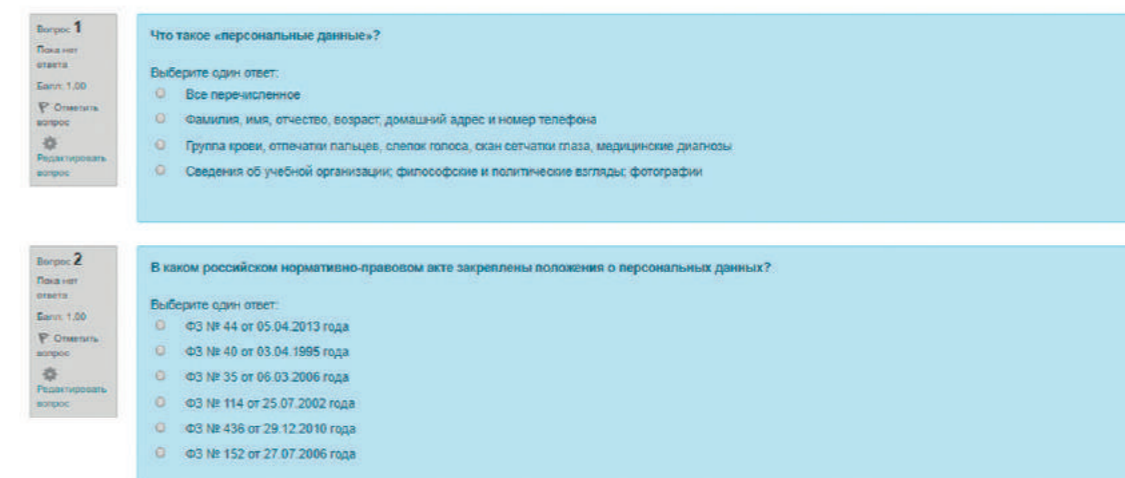 Вопрос 1
Пока нет
ответа
Балл: 1,00
Отметить
вопрос
Редактировать
вопрос
Что такое «персональные данные»?
Выберите один ответ:
Все перечисленное
Фамилия, имя, отчество, возраст, домашний адрес и номер телефона
Группа крови, отпечатки пальцев, слепок голоса, скан сетчатки глаза, медицинские диагнозы
Сведения об учебной организации; философские и политические взгляды; фотографии
Вопрос 2
Пока нет
ответа
Балл: 1,00
Отметить
вопрос
Редактировать
вопрос
В каком российском нормативно-правовом акте закреплены положения о персональных данных?
Выберите один ответ:
ФЗ № 44 от 05.04.2013 года
ФЗ № 40 от 03.04.1995 года
ФЗ № 35 от 06.03.2006 года
ФЗ № 114 от 25.07.2002 года
ФЗ № 436 от 29.12.2010 года
ФЗ № 152 от 27.07.2006 года